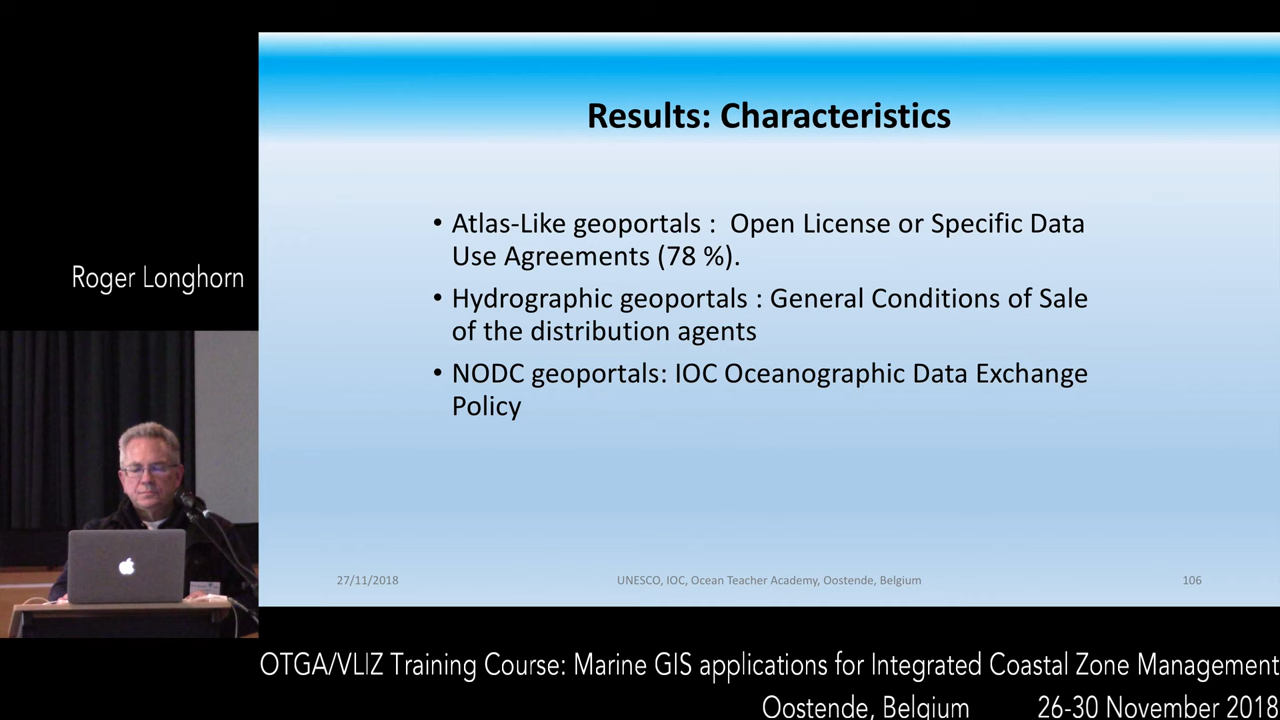 Results: Characteristics
• Atlas-Like geoportals : Open License or Specific Data
Use Agreements (78 %).
• Hydrographic geoportals : General Conditions of Sale
of the distribution agents
• NODC geoportals: IOC Oceanographic Data Exchange
Policy
Roger Longhorn
27/11/2018
UNESCO, IOC, Ocean Teacher Academy, Oostende, Belgium
106
OTGA/VLIZ Training Course: Marine GIS applications for Integrated Coastal Zone Management
Oostende, Belgium 26-30 November 2018